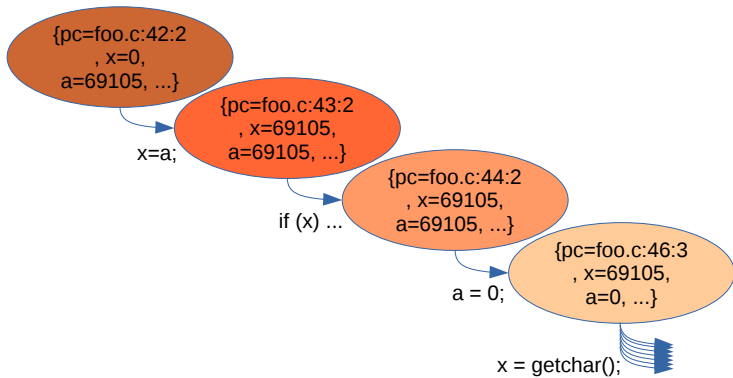 {pc=foo.c:42:2
, x=0,
a=69105, ...}
{pc=foo.c:43:2
, x=69105,
a=69105, ...}
x=a;
{pc=foo.c:44:2
, x=69105,
a=69105, ...}
if (x) ...
{pc=foo.c:46:3
, x=69105,
a=0, ...}
a = 0;
x = getchar();